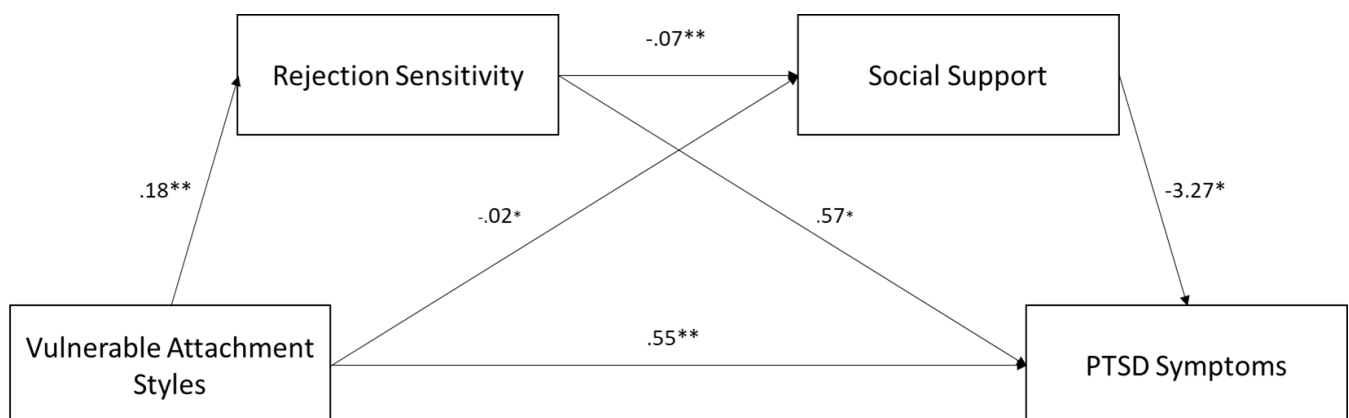 -.07**
Rejection Sensitivity
Social Support
.18**
-.02*
.57*
-3.27*
.55**
Vulnerable Attachment
Styles
PTSD Symptoms